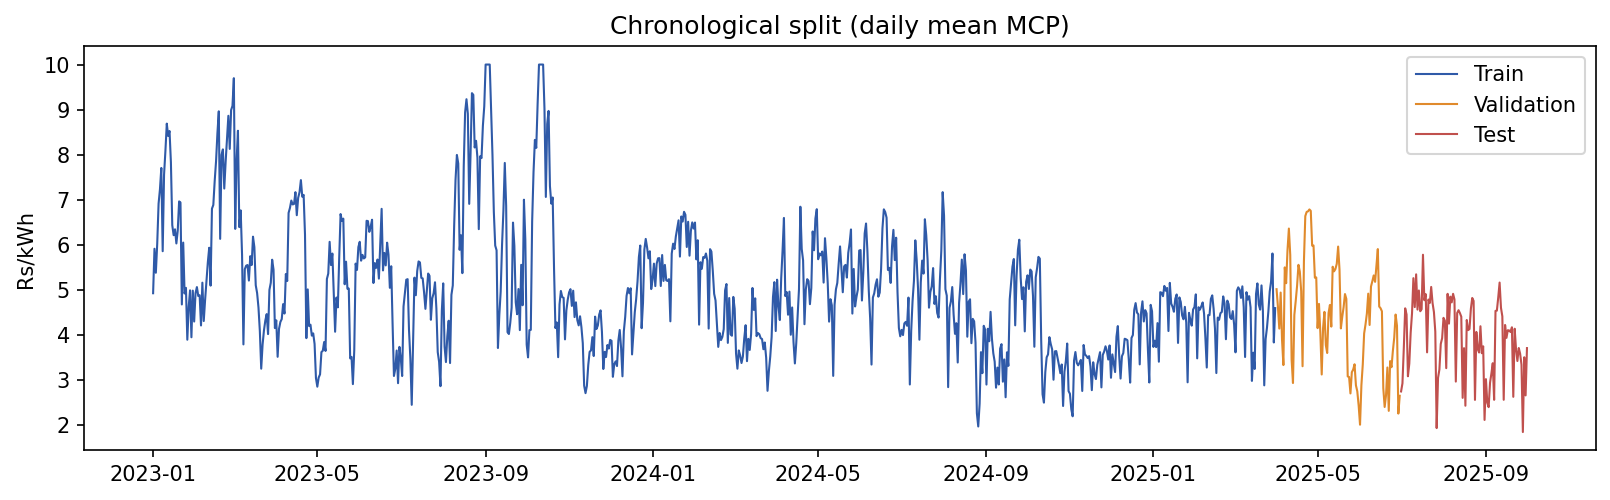 Chronological split (daily mean MCP)
Rs/kWh
10
9
8
7
6
5
4
3
2
Train
Validation
Test
2023-01 2023-05 2023-09 2024-01 2024-05 2024-09 2025-01 2025-05 2025-09